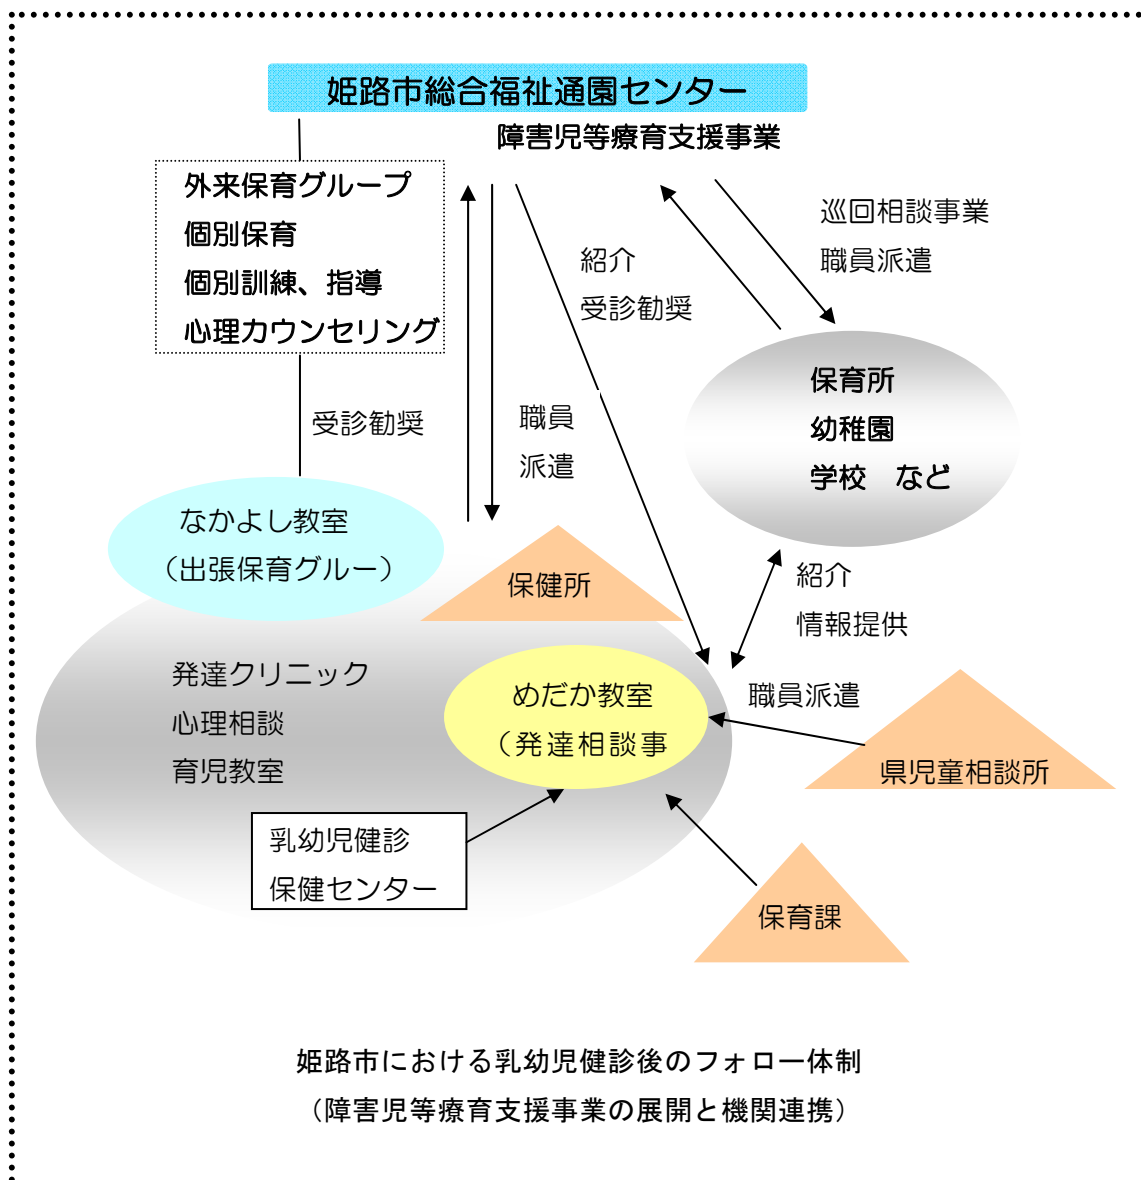 姫路市総合福祉通園センター
障害児等療育支援事業
外来保育グループ
個別保育
個別訓練、指導
心理カウンセリング
紹介
受診勧奨
巡回相談事業
職員派遣
保育所
幼稚園
学校　など
受診勧奨
職員
派遣
なかよし教室
（出張保育グルー）
保健所
紹介
情報提供
発達クリニック
心理相談
育児教室
めだか教室
（発達相談事
職員派遣
県児童相談所
乳幼児健診
保健センター
保育課
姫路市における乳幼児健診後のフォロー体制
（障害児等療育支援事業の展開と機関連携）